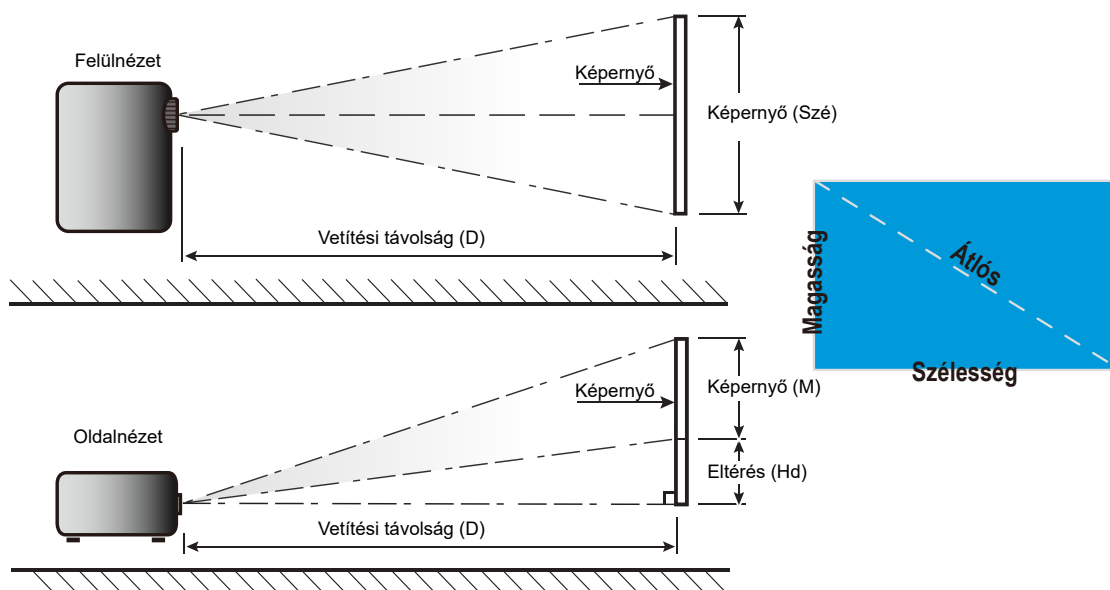 Felülnézet
Képernyő
Képernyő (Szé)
Vetítési távolság (D)
Magasság
Átlós
Szélesség
Képernyő
Képernyő (M)
Oldalnézet
Eltérés (Hd)
Vetítési távolság (D)